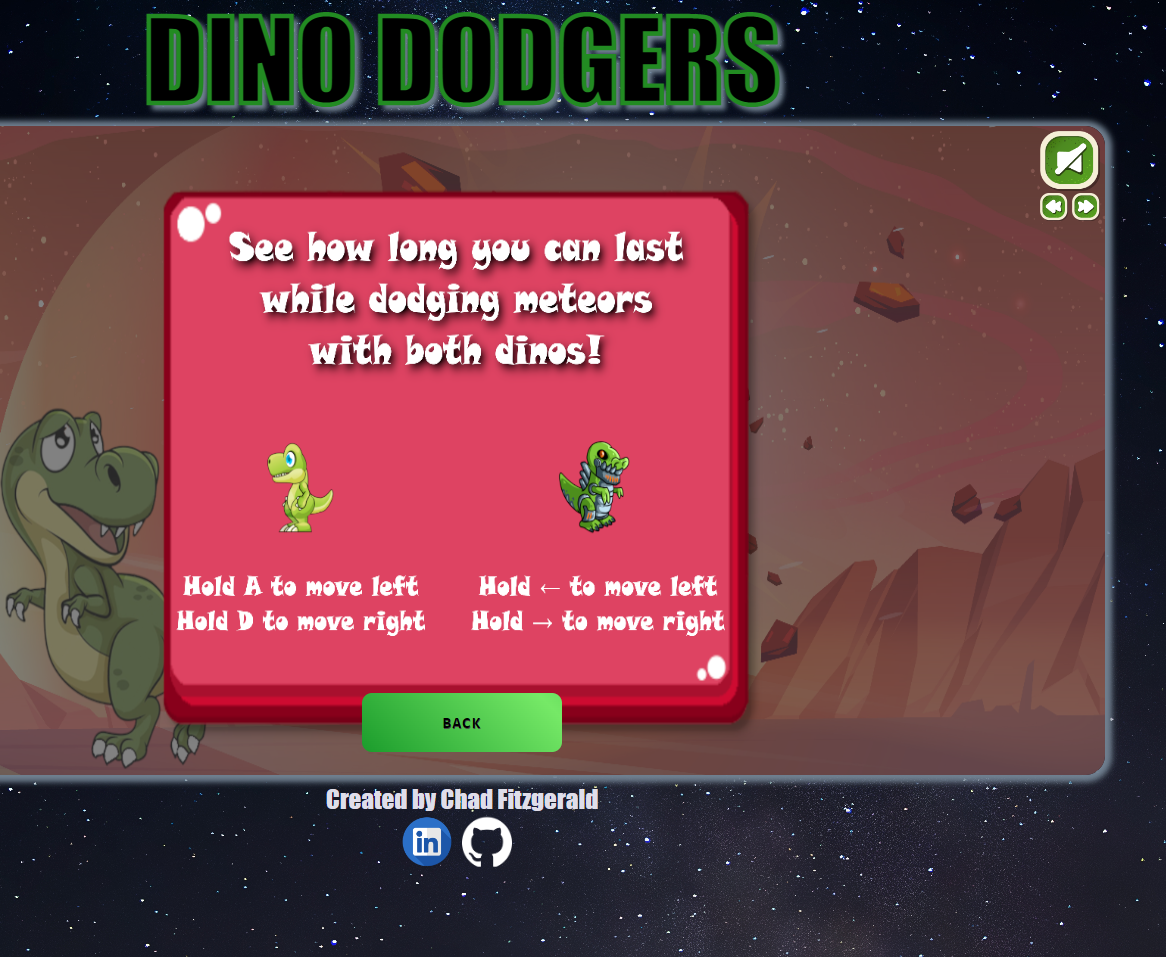 DINO DODGERS
See how long you can last
while dodging meteors
with both dinos!
Hold A to move left
Hold D to move right
Hold ← to move left
Hold → to move right
BACK
Created by Chad Fitzgerald
in